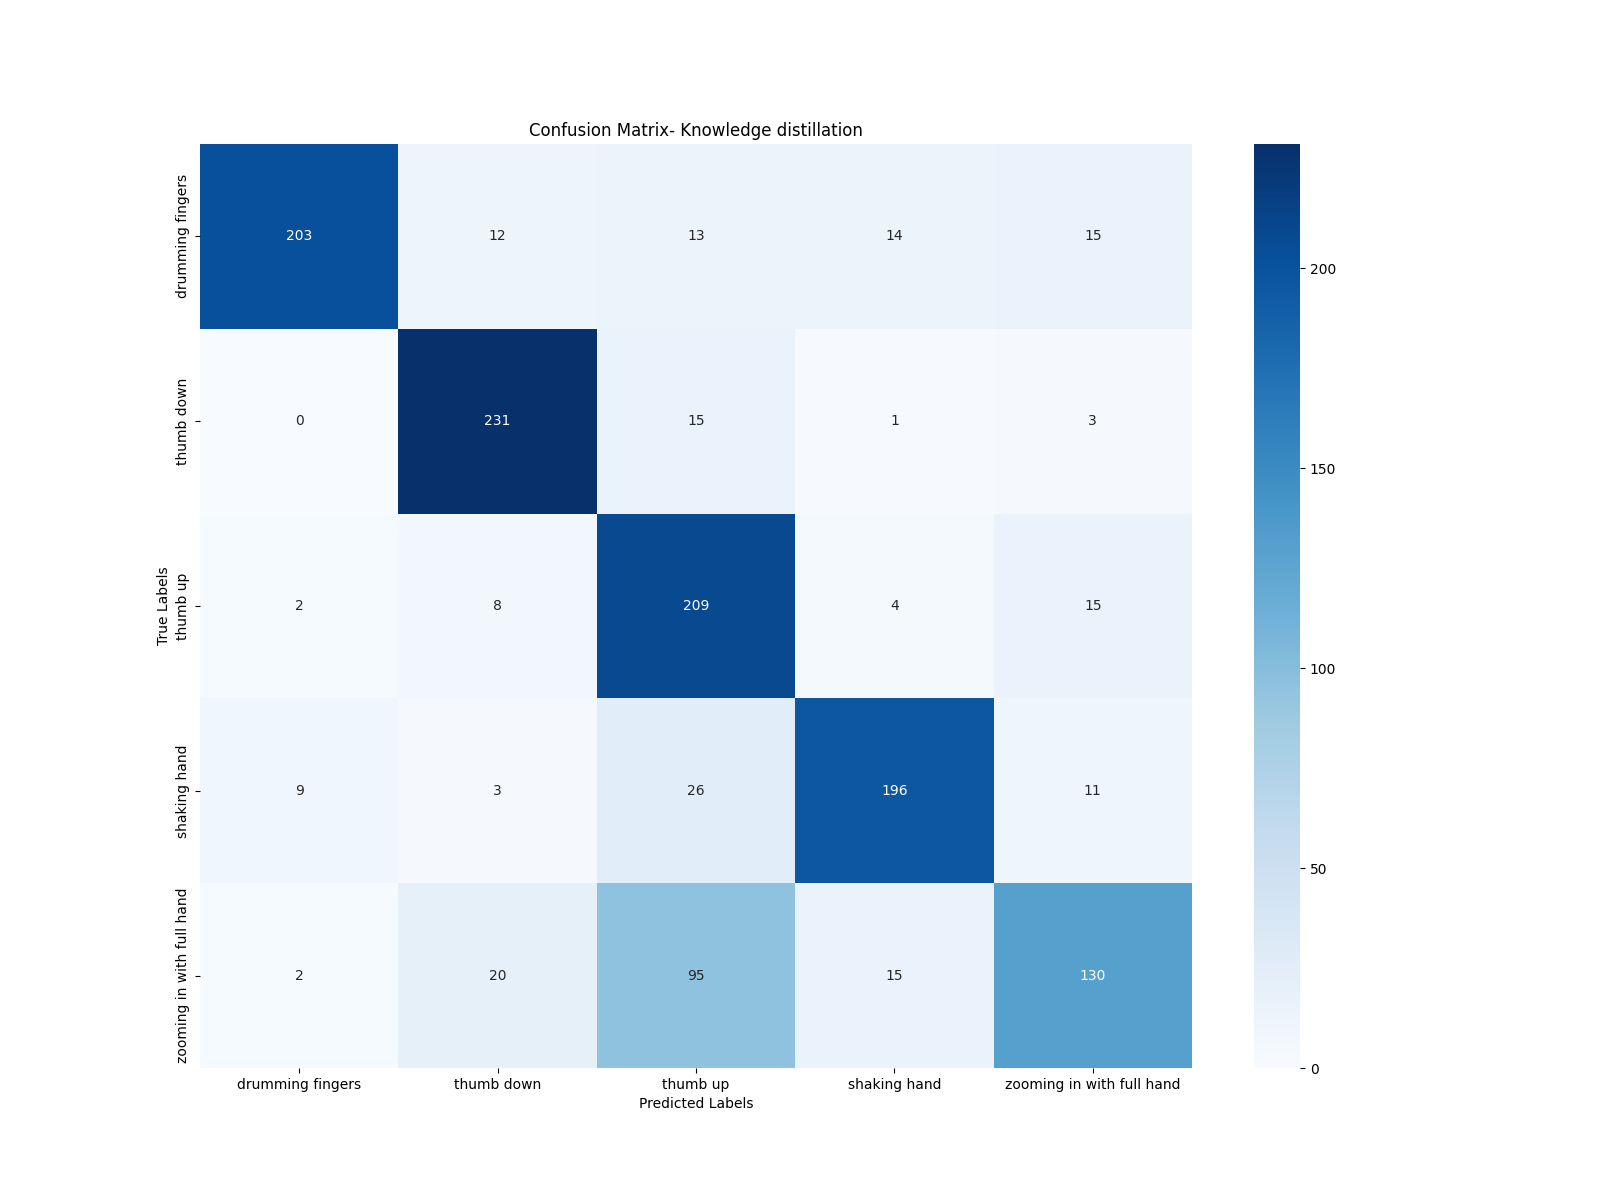 Confusion Matrix- Knowledge distillation
drumming fingers
203 12 13 14 15
thumb down
0 231 15 1 3
True Labels
thumb up
2 8 209 4 15
shaking hand
9 3 26 196 11
zooming in with full hand
2 20 95 15 130
drumming fingers thumb down thumb up shaking hand zooming in with full hand
Predicted Labels
200
150
100
50
0